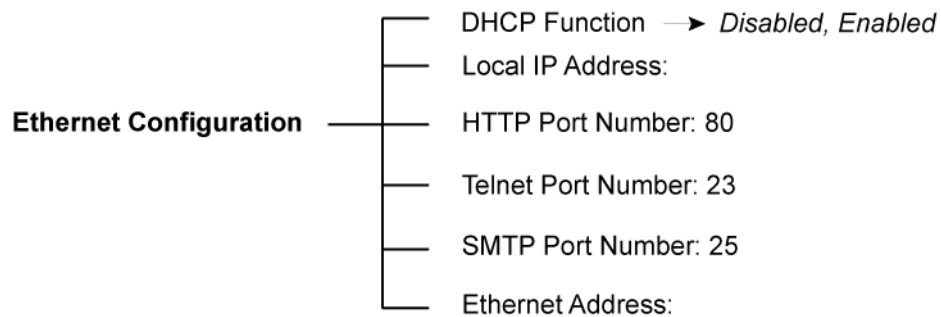 DHCP Function Disabled, Enabled
Local IP Address:
Ethernet Configuration
HTTP Port Number: 80
Telnet Port Number: 23
SMTP Port Number: 25
Ethernet Address: